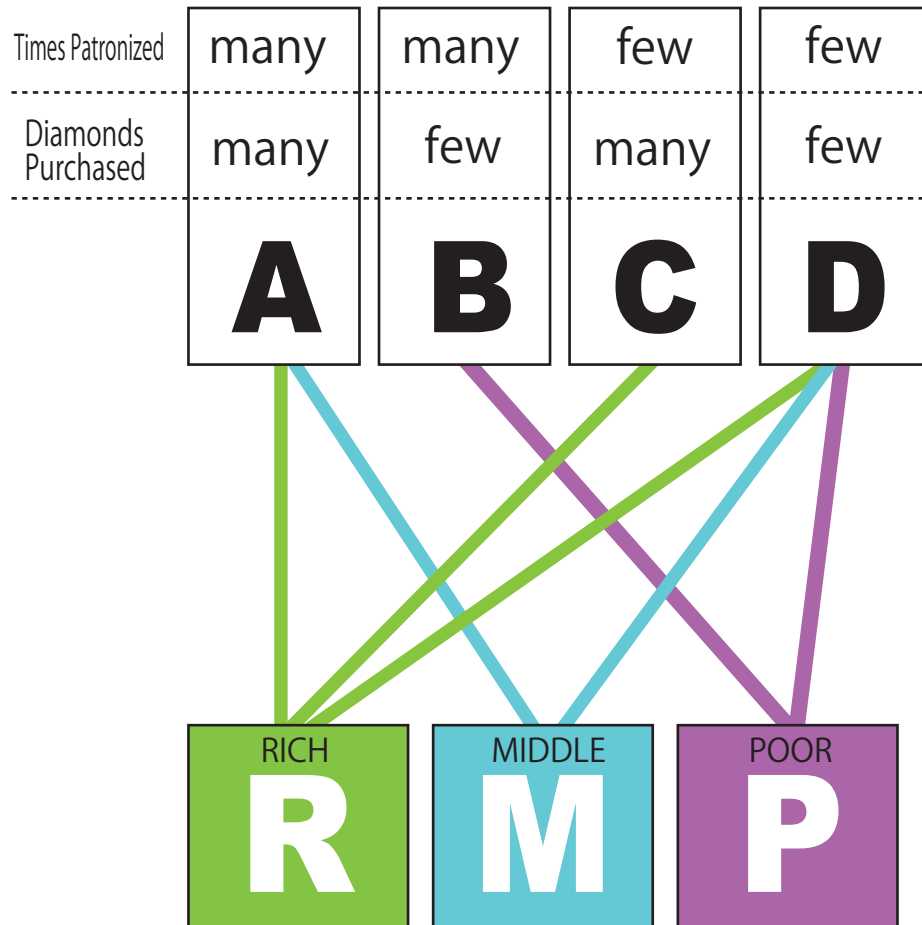 Times Patronized many many few few
Diamonds
Purchased many few many few
A B C D
RICH MIDDLE POOR
R M P